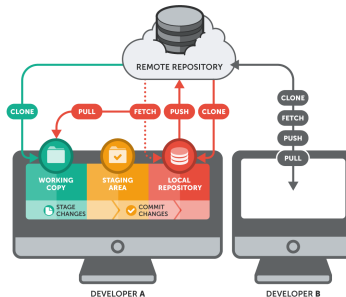 REMOTE REPOSITORY
CLONE
PULL
FETCH
PUSH
CLONE
CLONE
FETCH
PUSH
PULL
WORKING
COPY
STAGING
AREA
LOCAL
REPOSITORY
STAGE
CHANGES
COMMIT
CHANGES
DEVELOPER A
DEVELOPER B